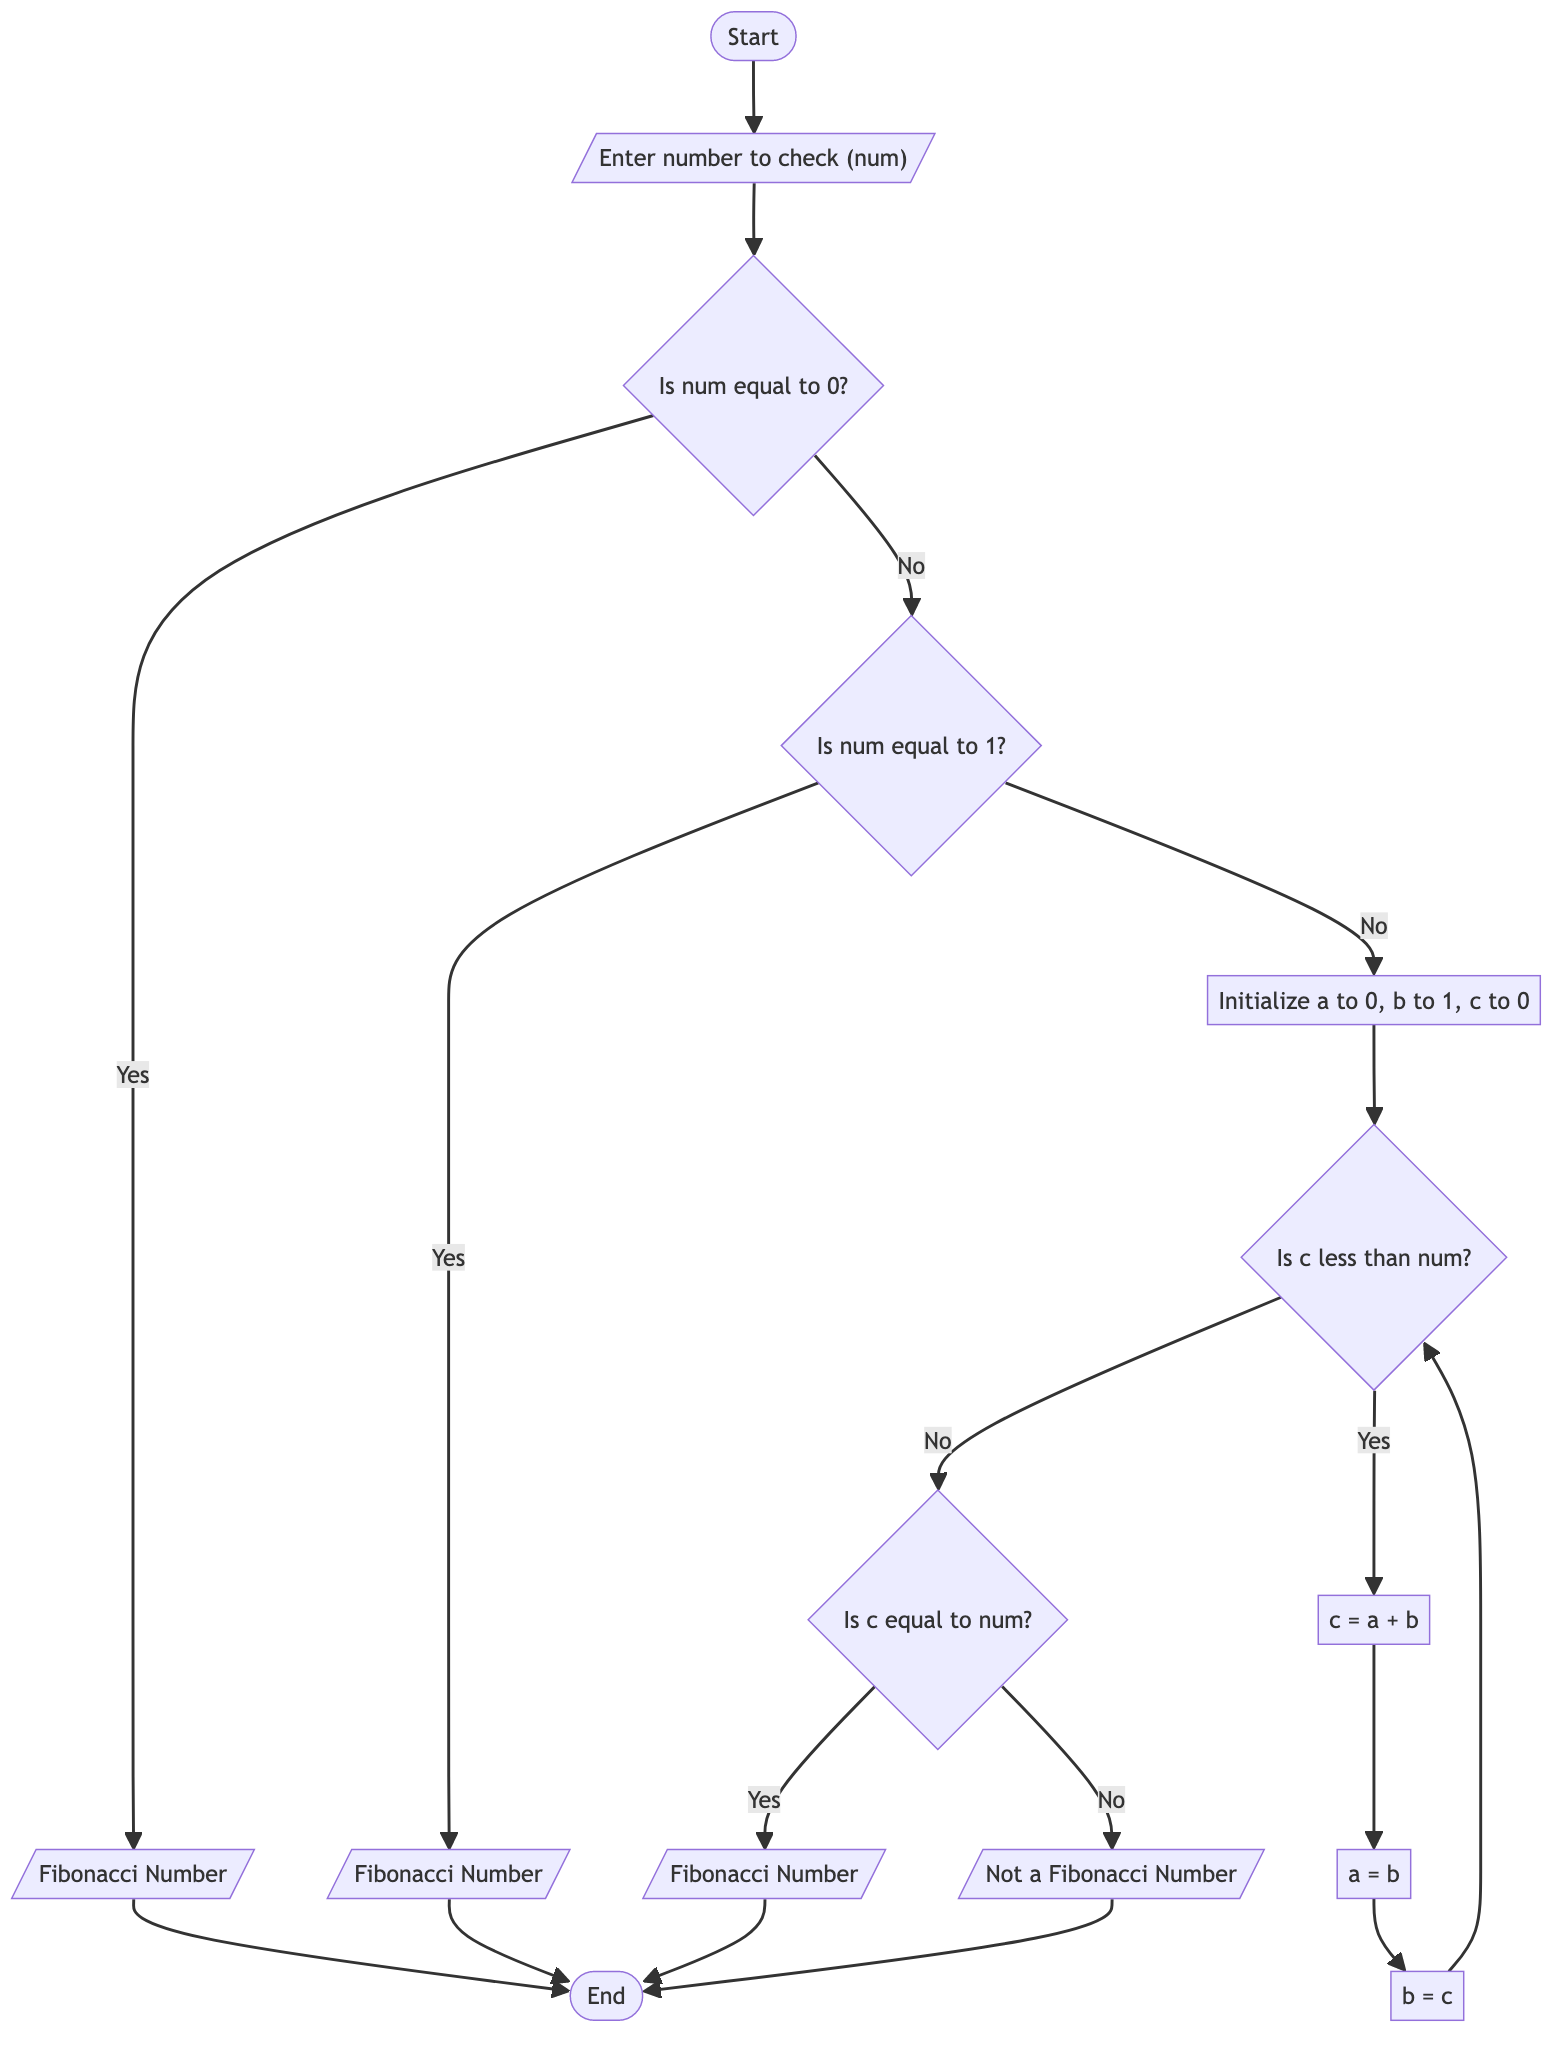 Start
Enter number to check (num)
Is num equal to 0?
No
Is num equal to 1?
No
Initialize a to 0, b to 1, c to 0
Yes
Yes
Is c less than num?
No
Yes
Is c equal to num?
c = a + b
Yes
No
Fibonacci Number
Fibonacci Number
Fibonacci Number
Not a Fibonacci Number
a = b
End
b = c